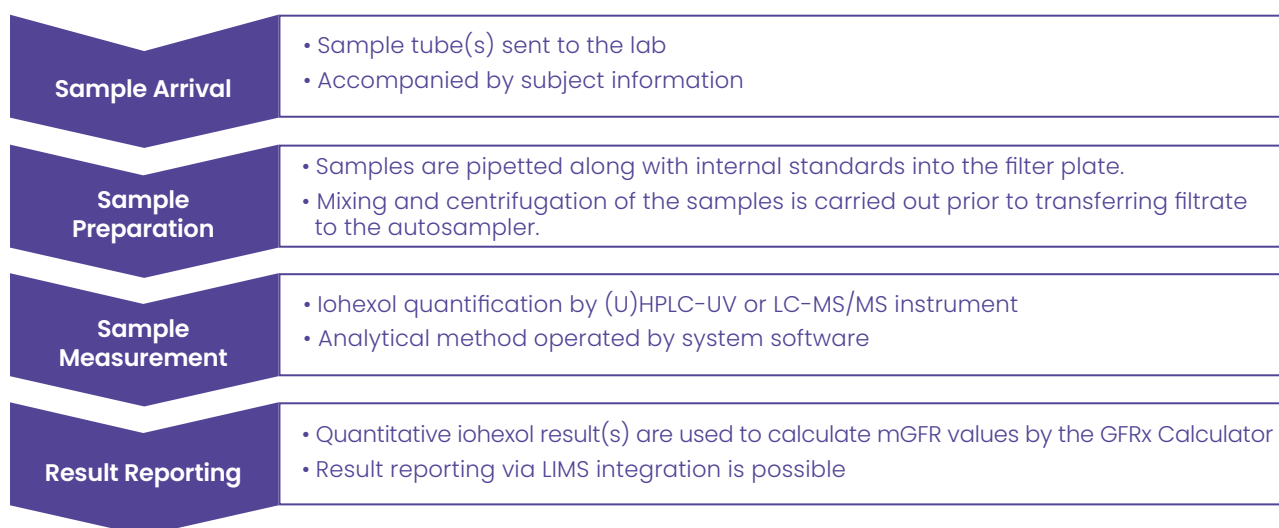 Sample Arrival
• Sample tube(s) sent to the lab
• Accompanied by subject information
Sample
Preparation
• Samples are pipetted along with internal standards into the filter plate.
• Mixing and centrifugation of the samples is carried out prior to transferring filtrate
to the autosampler.
Sample
Measurement
• Iohexol quantification by (U)HPLC-UV or LC-MS/MS instrument
• Analytical method operated by system software
Result Reporting
• Quantitative iohexol result(s) are used to calculate mGFR values by the GFRx Calculator
• Result reporting via LIMS integration is possible